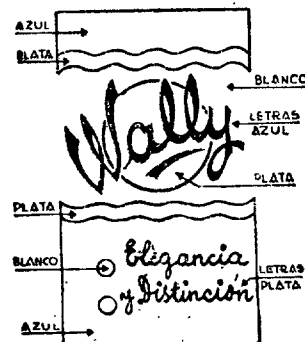 AZUL
PLATA
BLANCO
Wally
LETRAS
AZUL
PLATA
PLATA
BLANCO
Elegancia
y Distinción
LETRAS
PLATA
AZUL